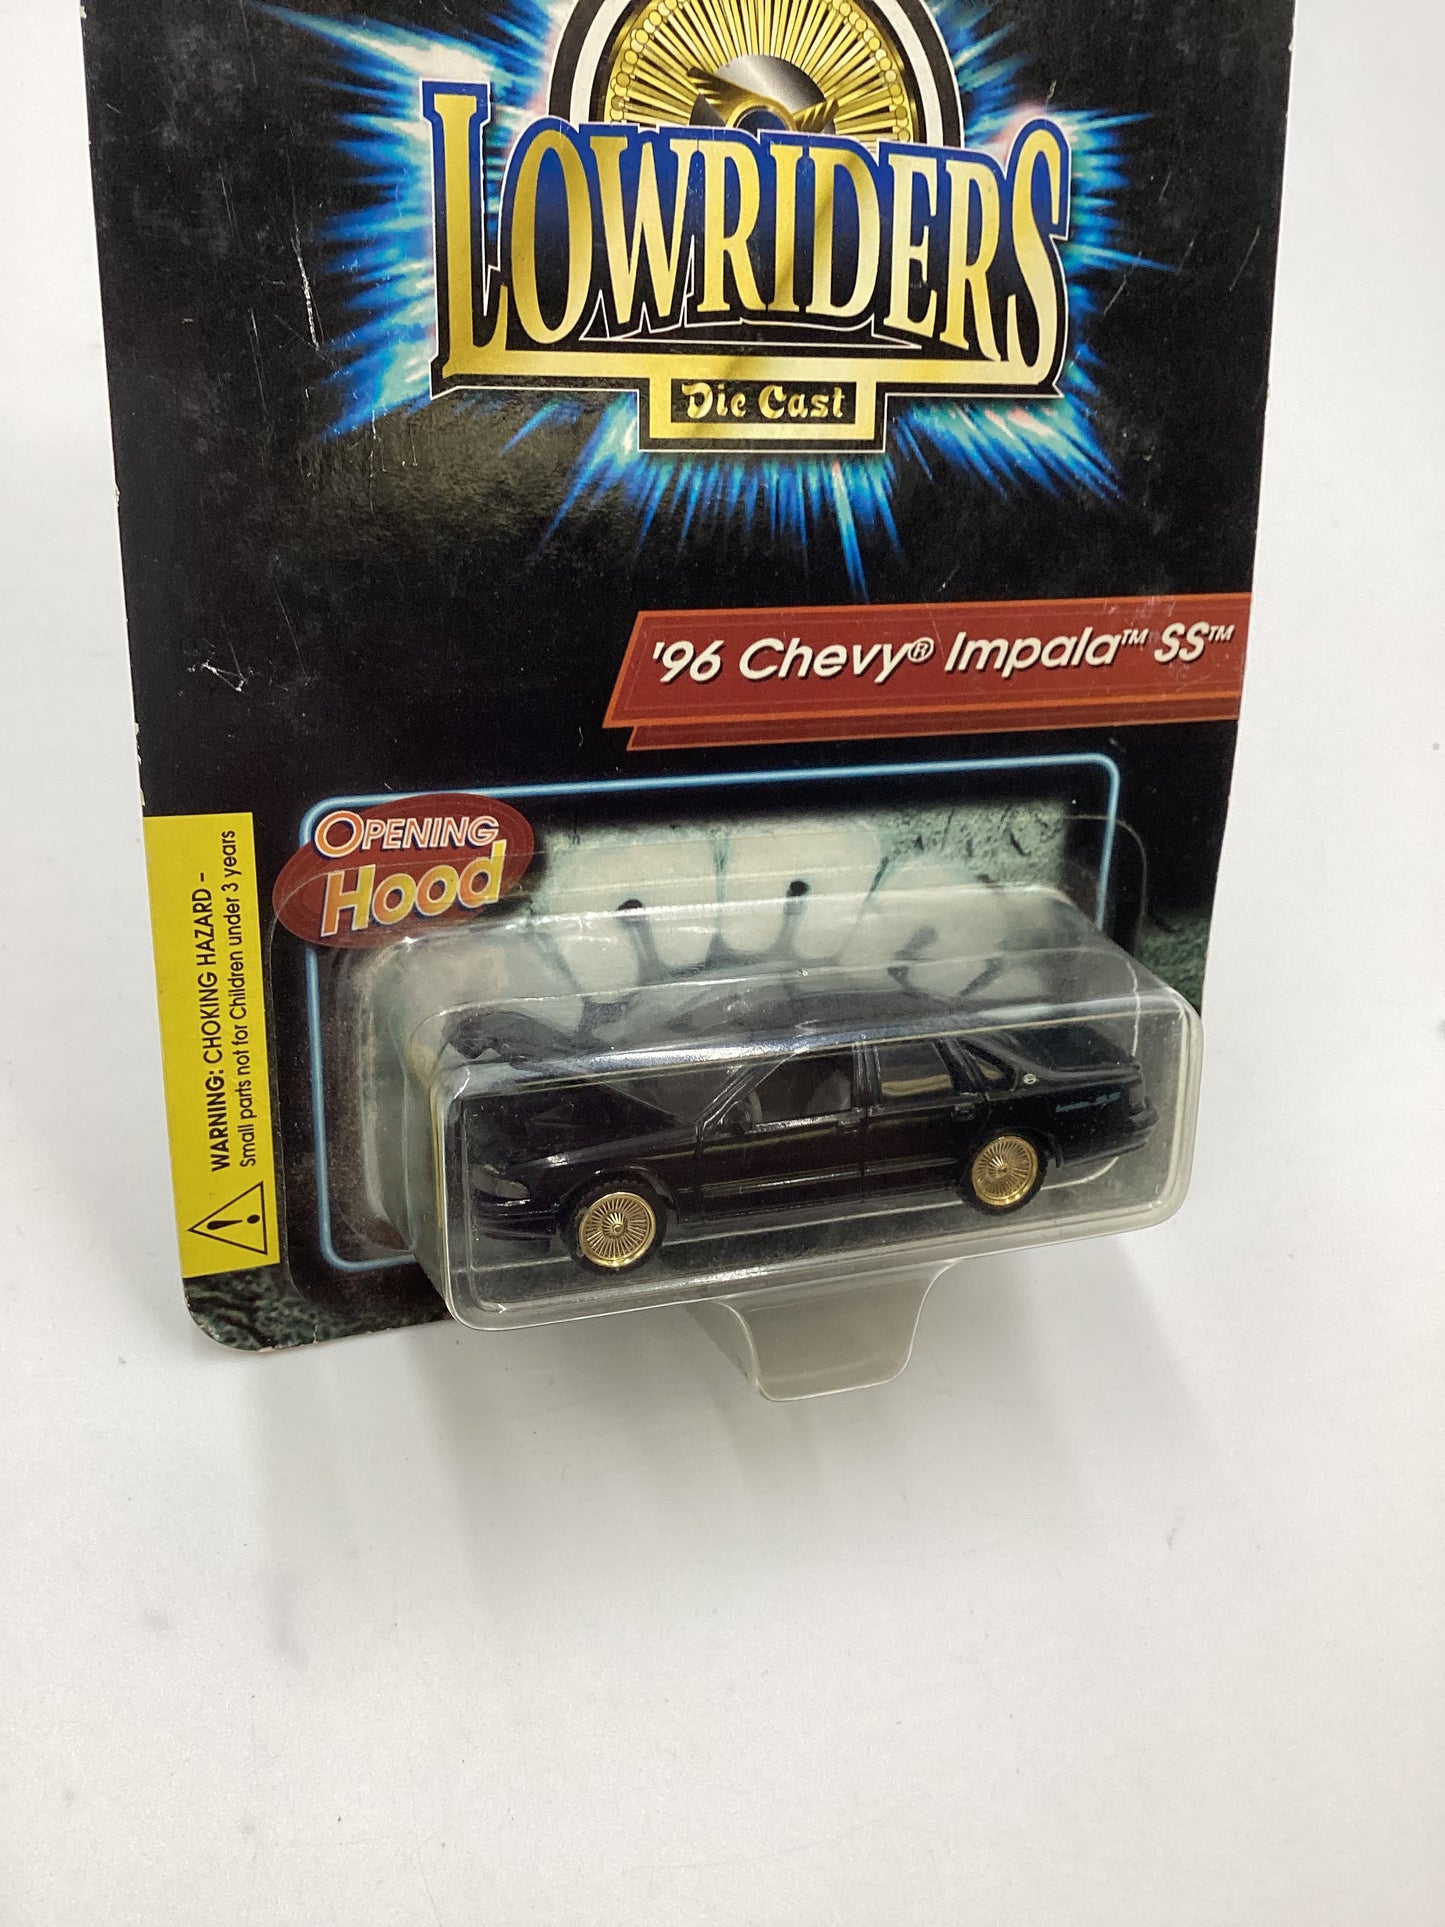 LOWRIDERS
Die Cast
'96 Chevy® Impala™ SS™
OPENING
Hood
WARNING: CHOKING HAZARD -
Small parts not for Children under 3 years